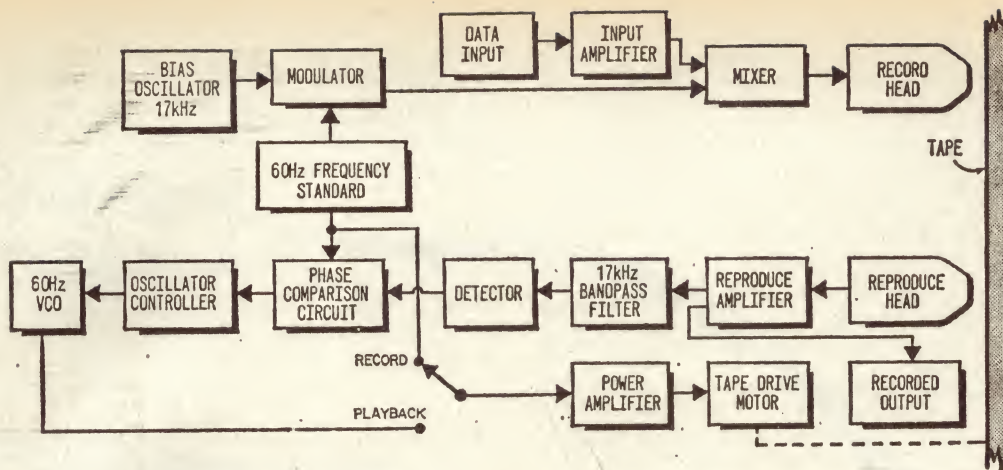 DATA
INPUT
INPUT
AMPLIFIER
BIAS
OSCILLATOR
17kHz
MODULATOR
MIXER
RECORD
HEAD
TAPE
60Hz FREQUENCY
STANDARD
60Hz
VCO
OSCILLATOR
CONTROLLER
PHASE
COMPARISON
CIRCUIT
DETECTOR
17kHz
BANDPASS
FILTER
REPRODUCE
AMPLIFIER
REPRODUCE
HEAD
RECORD
PLAYBACK
POWER
AMPLIFIER
TAPE DRIVE
MOTOR
RECORDED
OUTPUT